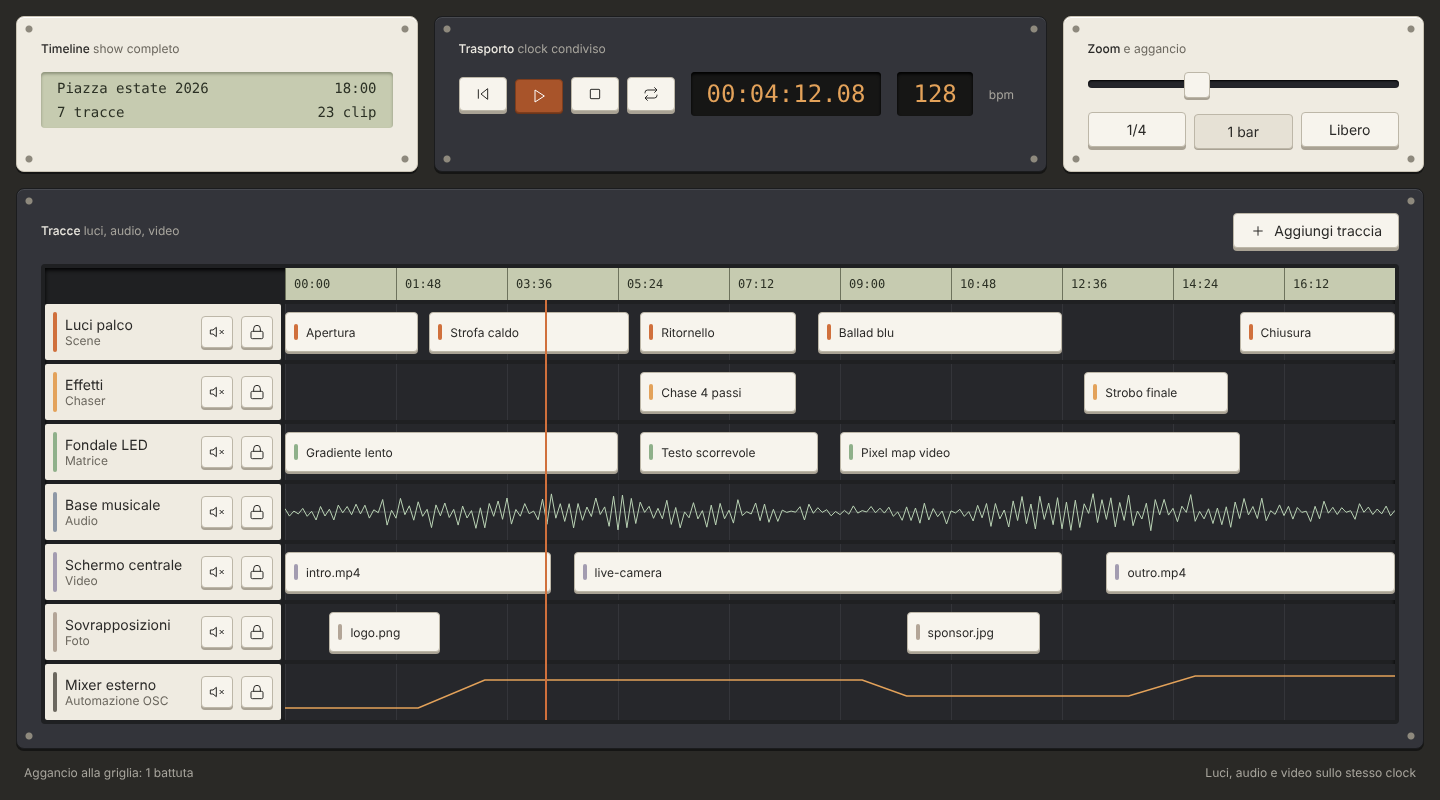 Timeline show completo
Piazza estate 2026 18:00
7 tracce 23 clip
Trasporto clock condiviso
00:04:12.08 128 bpm
Zoom e aggancio
1/4 1 bar Libero
Tracce luci, audio, video
Aggiungi traccia
00:00 01:48 03:36 05:24 07:12 09:00 10:48 12:36 14:24 16:12
Luci palco
Scene
Apertura Strofa caldo Ritornello Ballad blu Chiusura
Effetti
Chaser
Chase 4 passi Strobo finale
Fondale LED
Matrice
Gradiente lento Testo scorrevole Pixel map video
Base musicale
Audio
Schermo centrale
Video
intro.mp4 live-camera outro.mp4
Sovrapposizioni
Foto
logo.png sponsor.jpg
Mixer esterno
Automazione OSC
Aggancio alla griglia: 1 battuta
Luci, audio e video sullo stesso clock